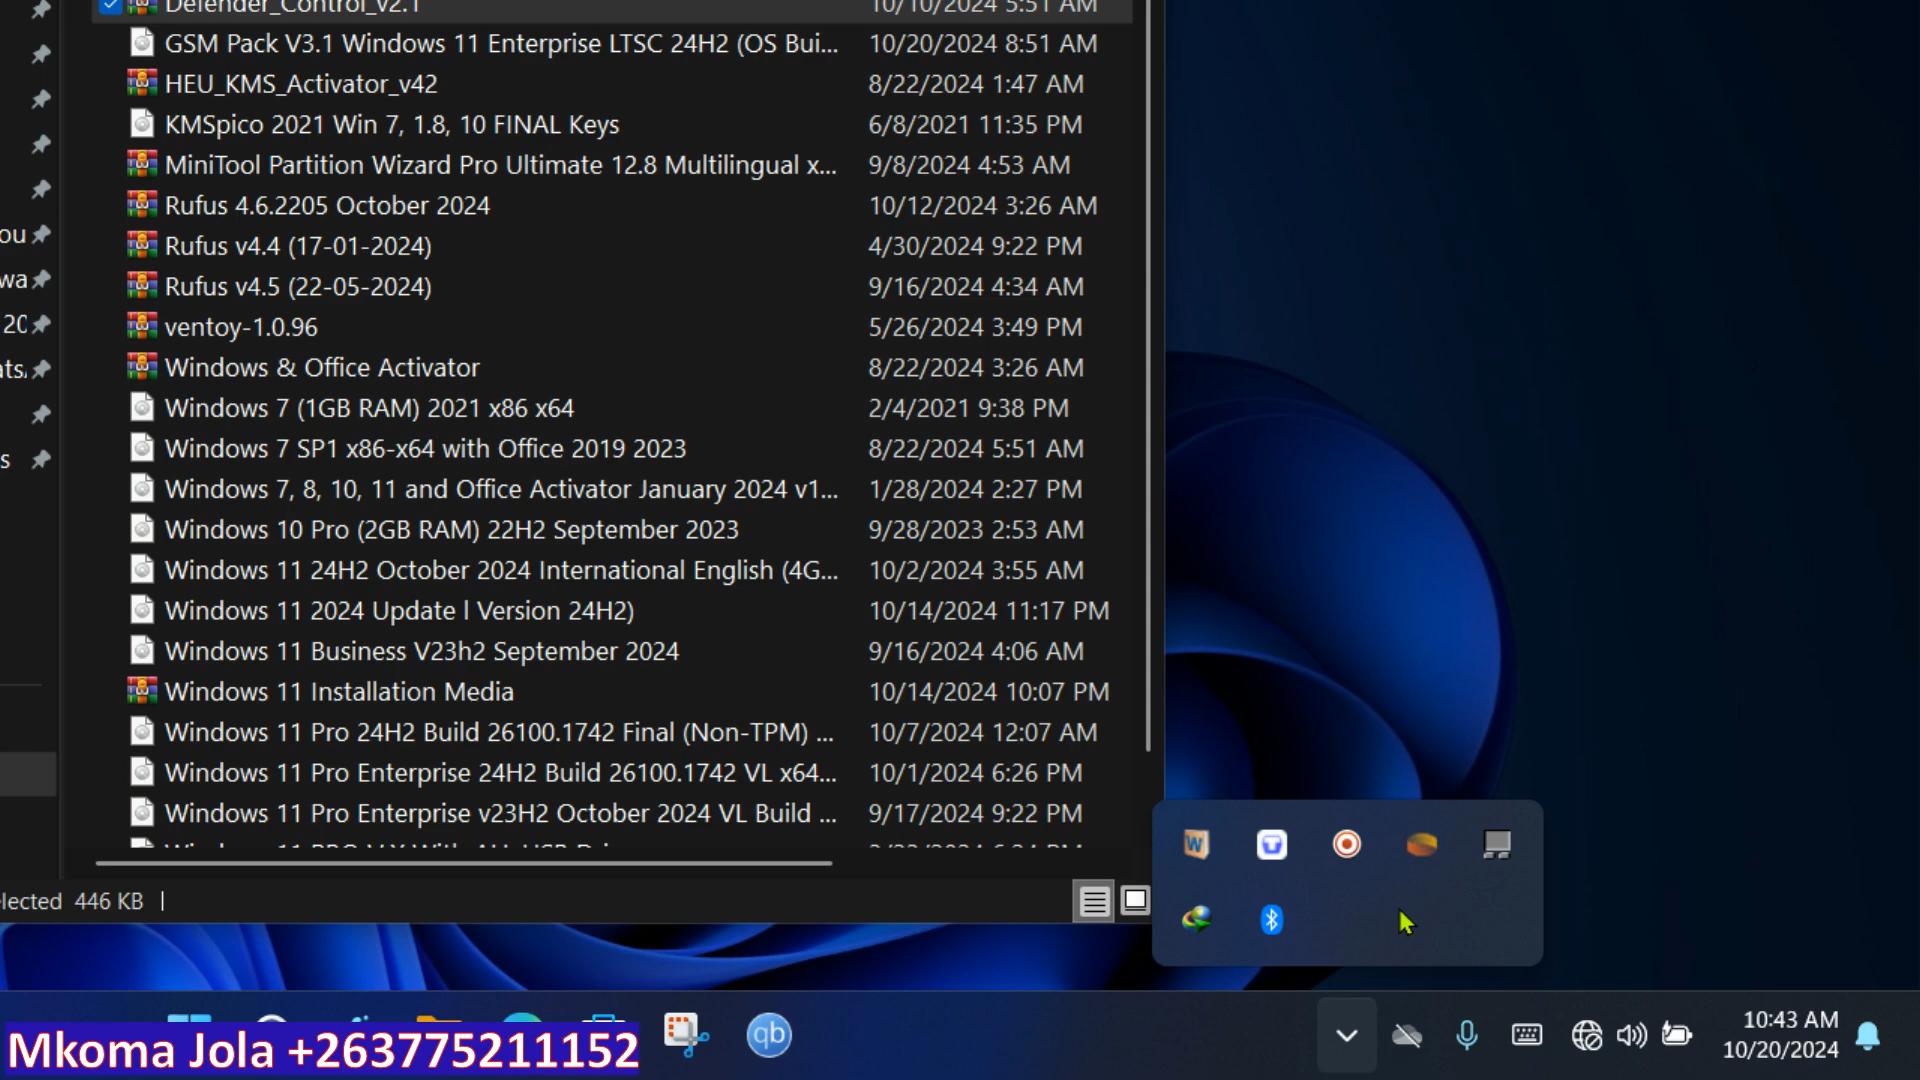 Defender_Control_v2.1 10/10/2024 5:51 AM
GSM Pack V3.1 Windows 11 Enterprise LTSC 24H2 (OS Bui... 10/20/2024 8:51 AM
HEU_KMS_Activator_v42 8/22/2024 1:47 AM
KMSpico 2021 Win 7, 1.8, 10 FINAL Keys 6/8/2021 11:35 PM
MiniTool Partition Wizard Pro Ultimate 12.8 Multilingual x... 9/8/2024 4:53 AM
Rufus 4.6.2205 October 2024 10/12/2024 3:26 AM
ou
Rufus v4.4 (17-01-2024) 4/30/2024 9:22 PM
wa
Rufus v4.5 (22-05-2024) 9/16/2024 4:34 AM
20
ventoy-1.0.96 5/26/2024 3:49 PM
ats
Windows & Office Activator 8/22/2024 3:26 AM
Windows 7 (1GB RAM) 2021 x86 x64 2/4/2021 9:38 PM
s
Windows 7 SP1 x86-x64 with Office 2019 2023 8/22/2024 5:51 AM
Windows 7, 8, 10, 11 and Office Activator January 2024 v1... 1/28/2024 2:27 PM
Windows 10 Pro (2GB RAM) 22H2 September 2023 9/28/2023 2:53 AM
Windows 11 24H2 October 2024 International English (4G... 10/2/2024 3:55 AM
Windows 11 2024 Update l Version 24H2) 10/14/2024 11:17 PM
Windows 11 Business V23h2 September 2024 9/16/2024 4:06 AM
Windows 11 Installation Media 10/14/2024 10:07 PM
Windows 11 Pro 24H2 Build 26100.1742 Final (Non-TPM) ... 10/7/2024 12:07 AM
Windows 11 Pro Enterprise 24H2 Build 26100.1742 VL x64... 10/1/2024 6:26 PM
Windows 11 Pro Enterprise v23H2 October 2024 VL Build ... 9/17/2024 9:22 PM
lected 446 KB
W
qb
10:43 AM
10/20/2024
Mkoma Jola +263775211152